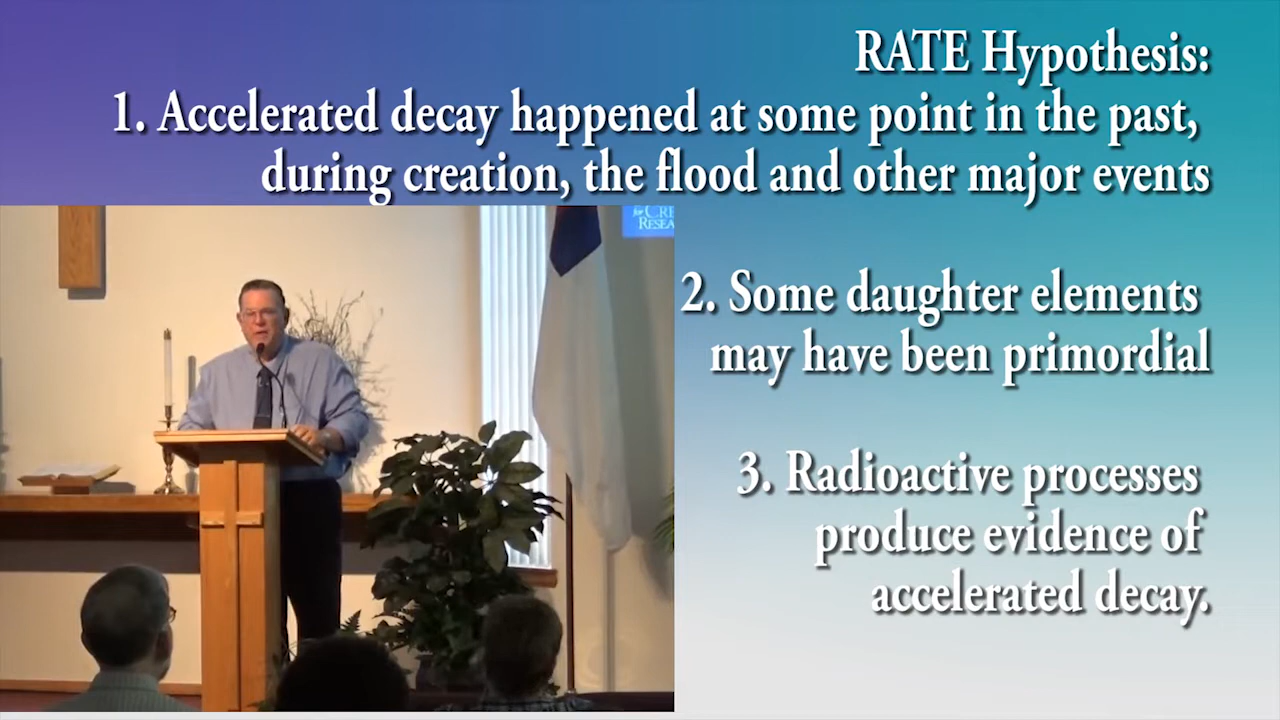 RATE Hypothesis:
1. Accelerated decay happened at some point in the past,
during creation, the flood and other major events
2. Some daughter elements
may have been primordial
3. Radioactive processes
produce evidence of
accelerated decay.